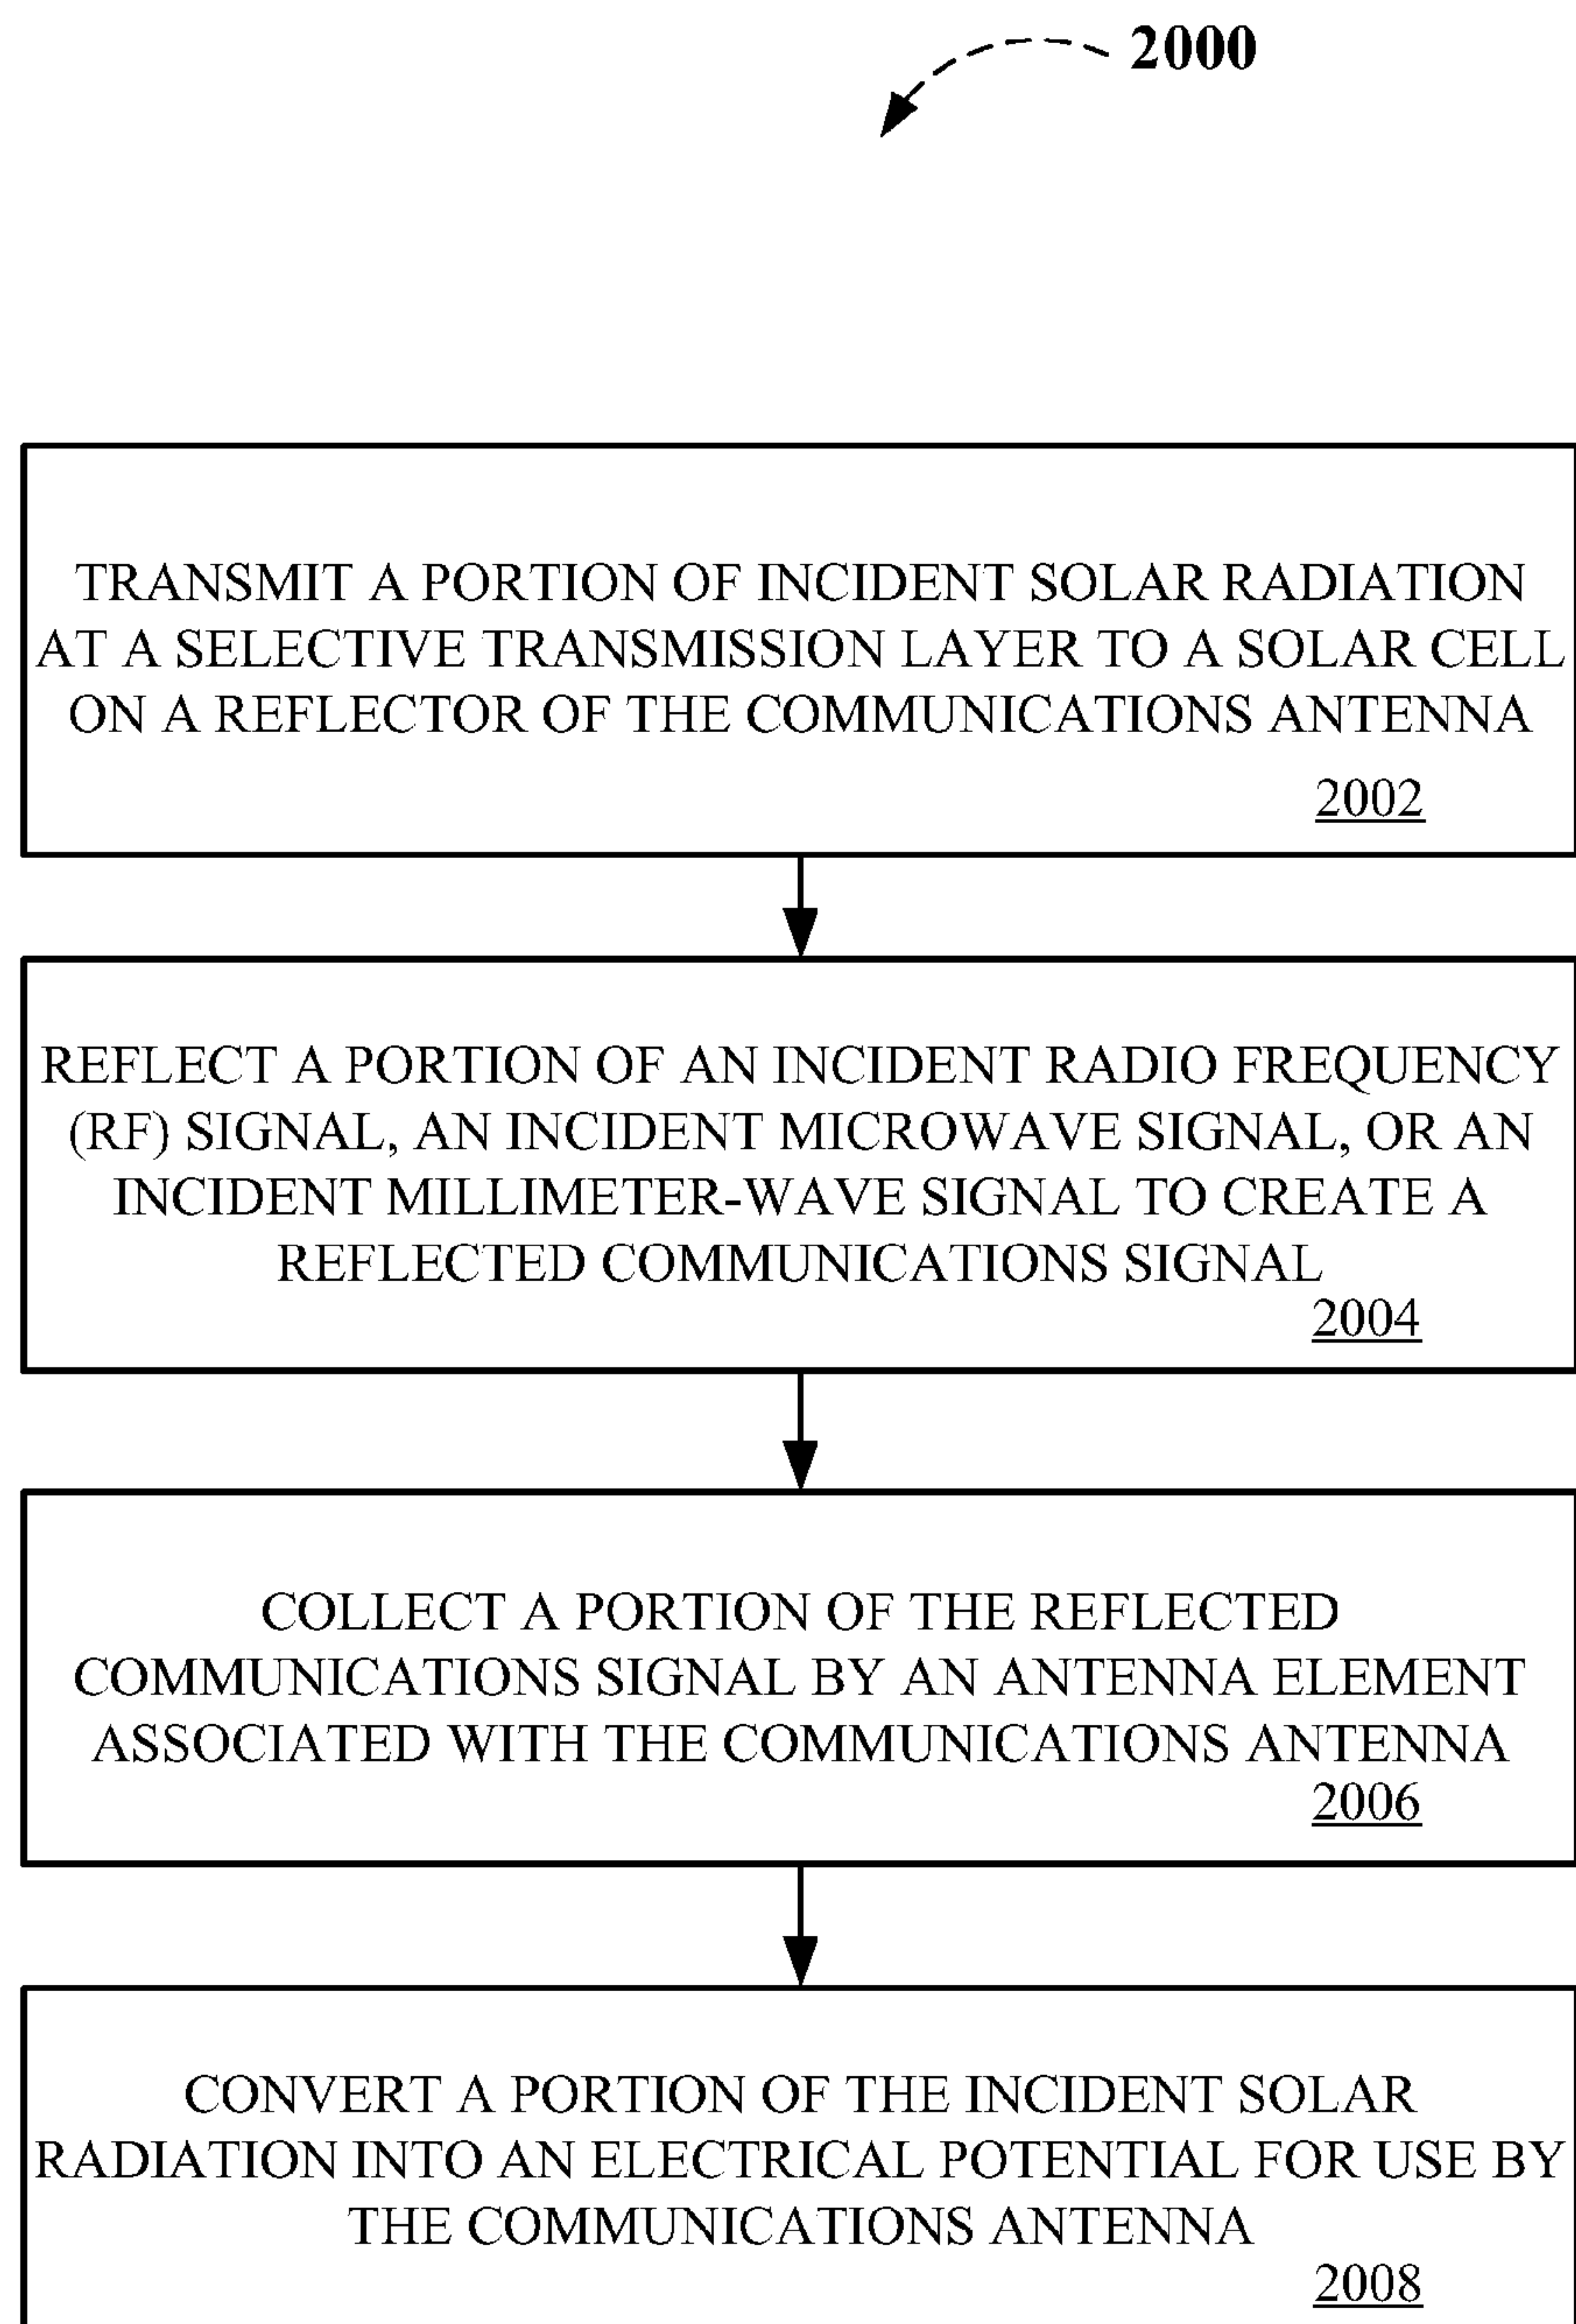 2000
TRANSMIT A PORTION OF INCIDENT SOLAR RADIATION
AT A SELECTIVE TRANSMISSION LAYER TO A SOLAR CELL
ON A REFLECTOR OF THE COMMUNICATIONS ANTENNA
2002
REFLECT A PORTION OF AN INCIDENT RADIO FREQUENCY
(RF) SIGNAL, AN INCIDENT MICROWAVE SIGNAL, OR AN
INCIDENT MILLIMETER-WAVE SIGNAL TO CREATE A
REFLECTED COMMUNICATIONS SIGNAL
2004
COLLECT A PORTION OF THE REFLECTED
COMMUNICATIONS SIGNAL BY AN ANTENNA ELEMENT
ASSOCIATED WITH THE COMMUNICATIONS ANTENNA
2006
CONVERT A PORTION OF THE INCIDENT SOLAR
RADIATION INTO AN ELECTRICAL POTENTIAL FOR USE BY
THE COMMUNICATIONS ANTENNA
2008